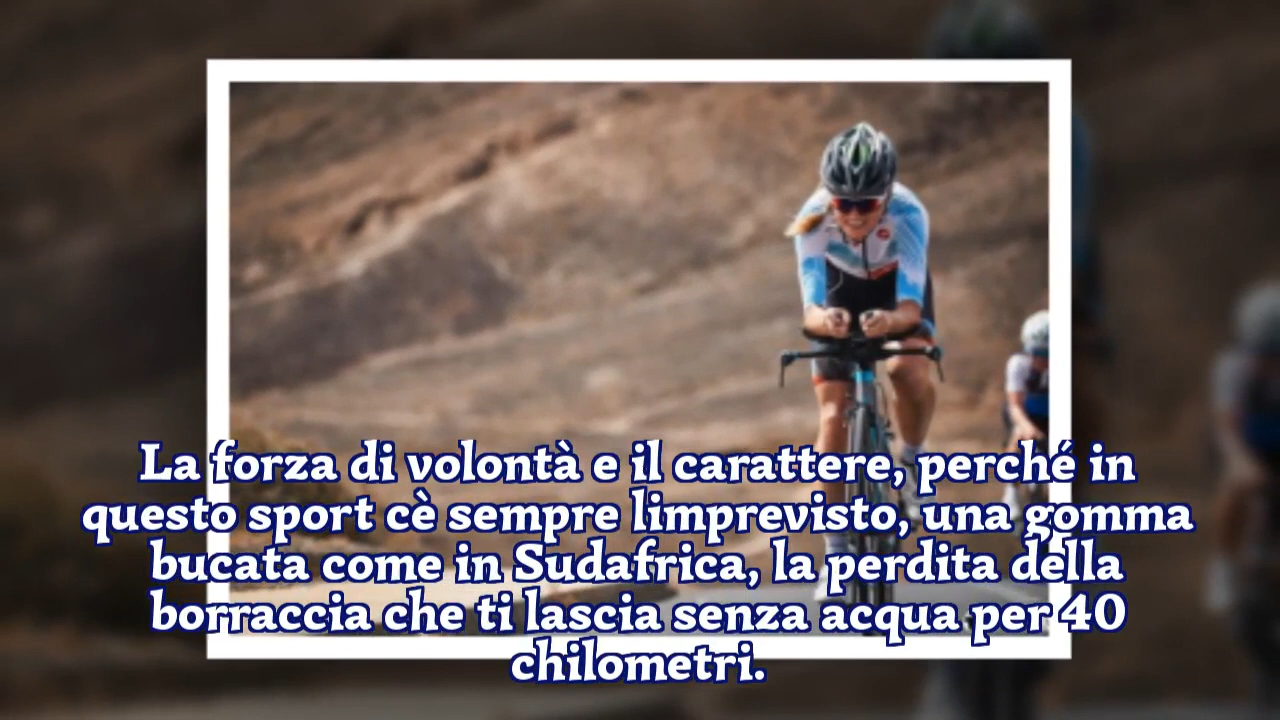 La forza di volontà e il carattere, perché in
questo sport cè sempre limprevisto, una gomma
bucata come in Sudafrica, la perdita della
borraccia che ti lascia senza acqua per 40
chilometri.